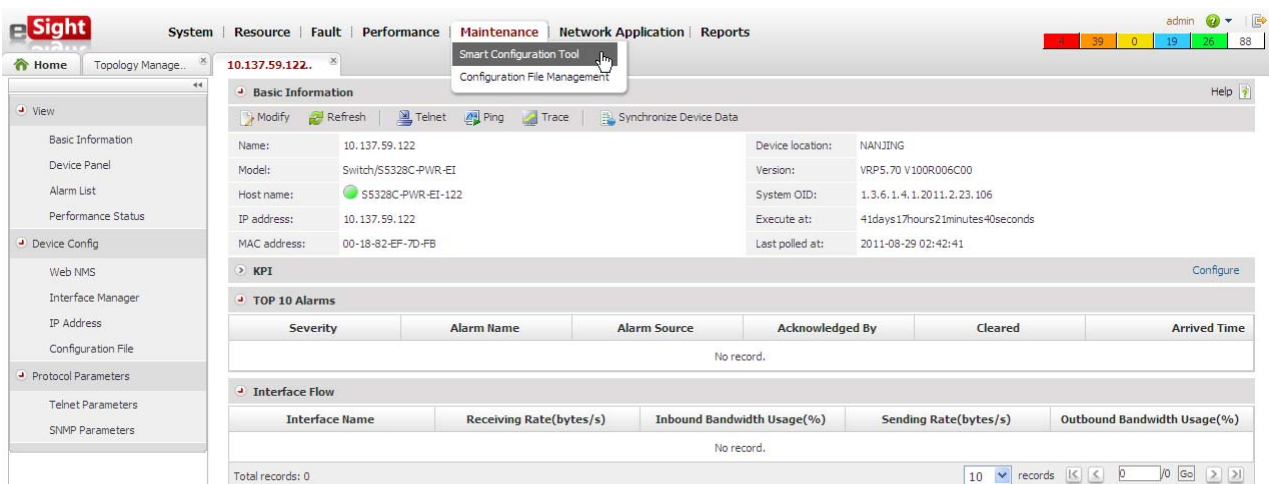 eSight
admin
System | Resource | Fault | Performance | Maintenance | Network Application | Reports
4 39 0 19 26 88
Home Topology Manage.. 10.137.59.122..
Smart Configuration Tool
Configuration File Management
View
Basic Information
Device Panel
Alarm List
Performance Status
Device Config
Web NMS
Interface Manager
IP Address
Configuration File
Protocol Parameters
Telnet Parameters
SNMP Parameters
Basic Information Help
Modify Refresh Telnet Ping Trace Synchronize Device Data
Name: 10.137.59.122 Device location: NANJING
Model: Switch/S5328C-PWR-EI Version: VRP5.70 V100R006C00
Host name: S5328C-PWR-EI-122 System OID: 1.3.6.1.4.1.2011.2.23.106
IP address: 10.137.59.122 Execute at: 41days17hours21minutes40seconds
MAC address: 00-18-82-EF-7D-FB Last polled at: 2011-08-29 02:42:41
KPI Configure
TOP 10 Alarms
Severity Alarm Name Alarm Source Acknowledged By Cleared Arrived Time
No record.
Interface Flow
Interface Name Receiving Rate(bytes/s) Inbound Bandwidth Usage(%) Sending Rate(bytes/s) Outbound Bandwidth Usage(%)
No record.
Total records: 0 10 records 0 /0 Go